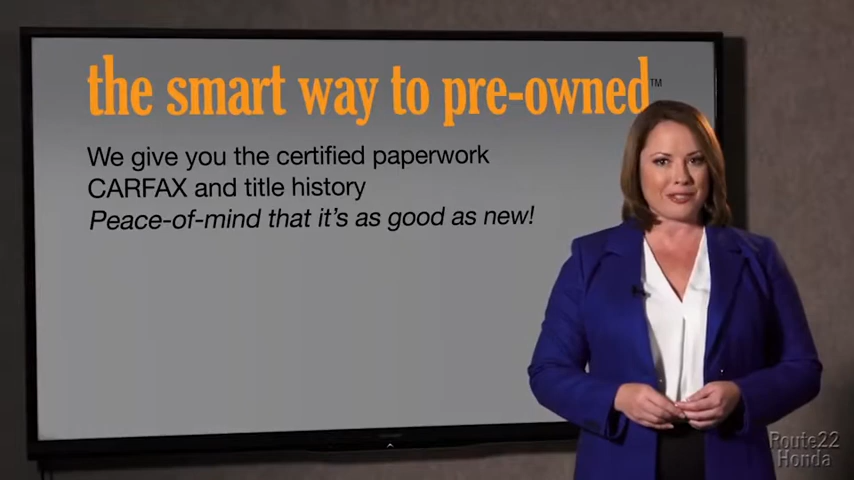 the smart way to pre-owned™
We give you the certified paperwork
CARFAX and title history
Peace-of-mind that it's as good as new!
Route22
Honda